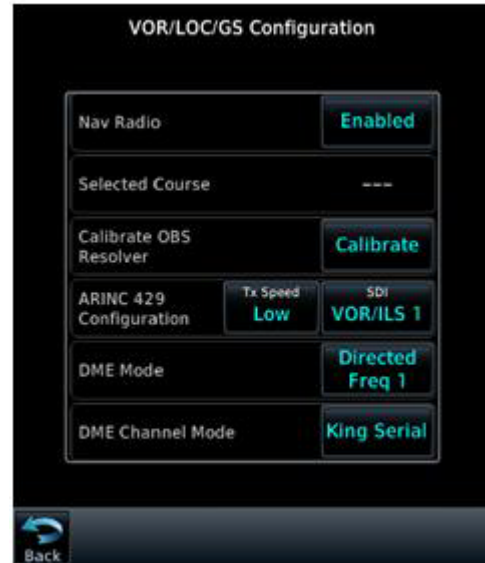 VOR/LOC/GS Configuration
Nav Radio
Enabled
Selected Course
---
Calibrate OBS
Resolver
Calibrate
ARINC 429
Configuration
Tx Speed
Low
SDI
VOR/ILS 1
DME Mode
Directed
Freq 1
DME Channel Mode
King Serial
Back